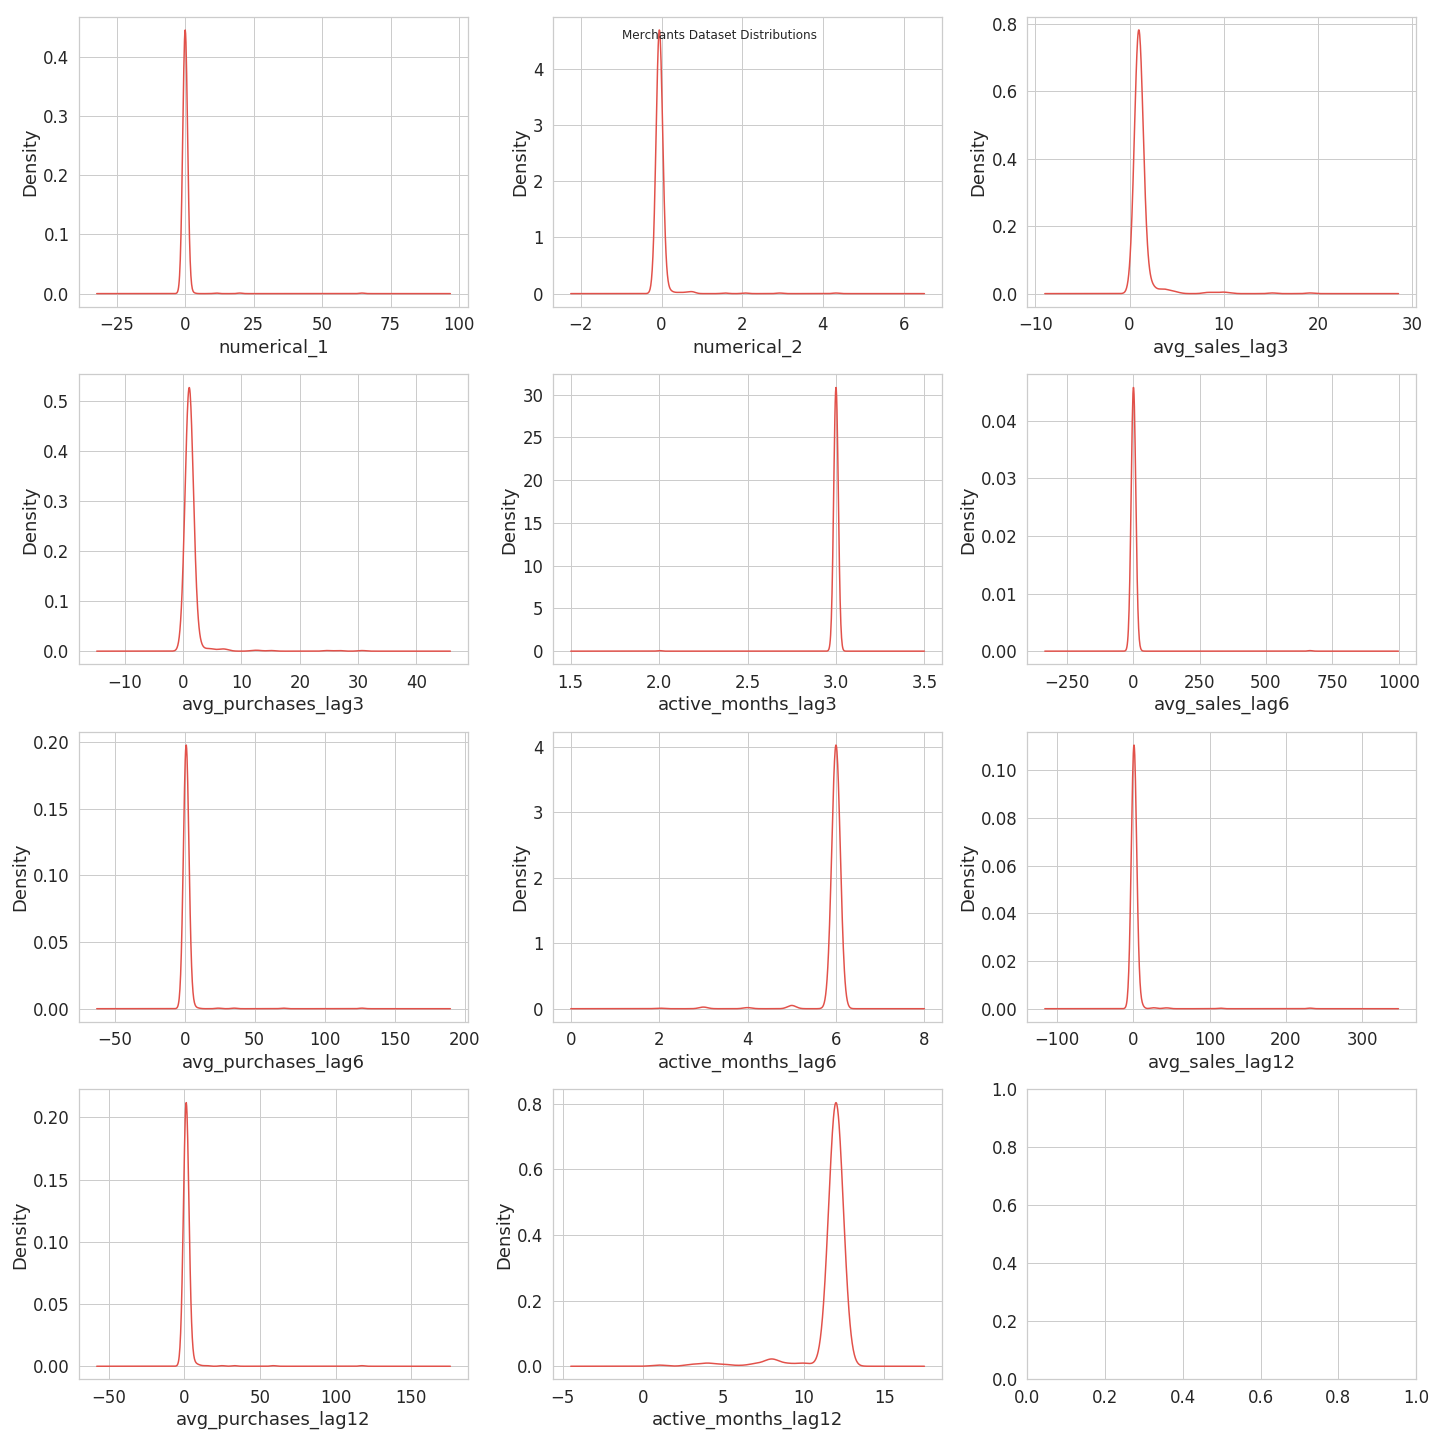 Merchants Dataset Distributions
0.4
0.3
0.2
0.1
0.0
Density
−25 0 25 50 75 100
numerical_1
4
3
2
1
0
Density
−2 0 2 4 6
numerical_2
0.8
0.6
0.4
0.2
0.0
Density
−10 0 10 20 30
avg_sales_lag3
0.5
0.4
0.3
0.2
0.1
0.0
Density
−10 0 10 20 30 40
avg_purchases_lag3
30
25
20
15
10
5
0
Density
1.5 2.0 2.5 3.0 3.5
active_months_lag3
0.04
0.03
0.02
0.01
0.00
Density
−250 0 250 500 750 1000
avg_sales_lag6
0.20
0.15
0.10
0.05
0.00
Density
−50 0 50 100 150 200
avg_purchases_lag6
4
3
2
1
0
Density
0 2 4 6 8
active_months_lag6
0.10
0.08
0.06
0.04
0.02
0.00
Density
−100 0 100 200 300
avg_sales_lag12
0.20
0.15
0.10
0.05
0.00
Density
−50 0 50 100 150
avg_purchases_lag12
0.8
0.6
0.4
0.2
0.0
Density
−5 0 5 10 15
active_months_lag12
1.0
0.8
0.6
0.4
0.2
0.0
0.0 0.2 0.4 0.6 0.8 1.0